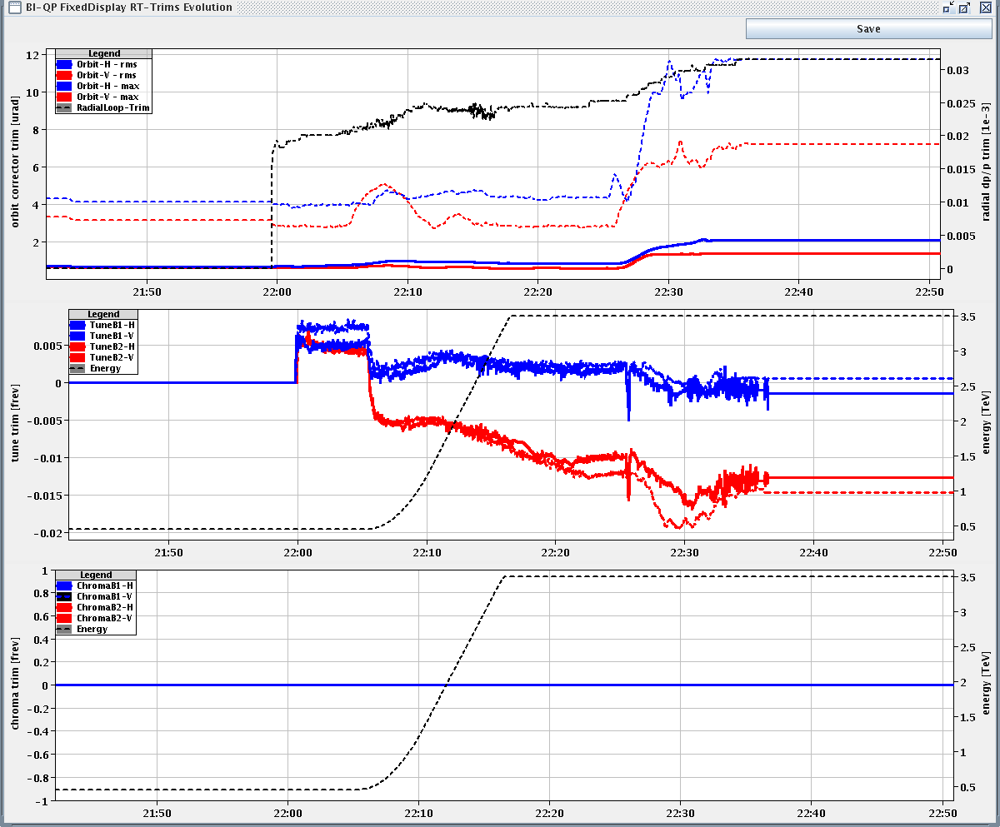 BI-QP FixedDisplay RT-Trims Evolution
Save
Legend
Orbit-H - rms
Orbit-V - rms
Orbit-H - max
Orbit-V - max
RadialLoop-Trim
orbit corrector trim [urad]
12
10
8
6
4
2
radial dp/p trim [1e-3]
0.03
0.025
0.02
0.015
0.01
0.005
0
21:50 22:00 22:10 22:20 22:30 22:40 22:50
Legend
TuneB1-H
TuneB1-V
TuneB2-H
TuneB2-V
Energy
tune trim [frev]
0.005
0
-0.005
-0.01
-0.015
-0.02
energy [TeV]
3.5
3
2.5
2
1.5
1
0.5
21:50 22:00 22:10 22:20 22:30 22:40 22:50
Legend
ChromaB1-H
ChromaB1-V
ChromaB2-H
ChromaB2-V
Energy
chroma trim [frev]
1
0.8
0.6
0.4
0.2
0
-0.2
-0.4
-0.6
-0.8
-1
energy [TeV]
3.5
3
2.5
2
1.5
1
0.5
21:50 22:00 22:10 22:20 22:30 22:40 22:50